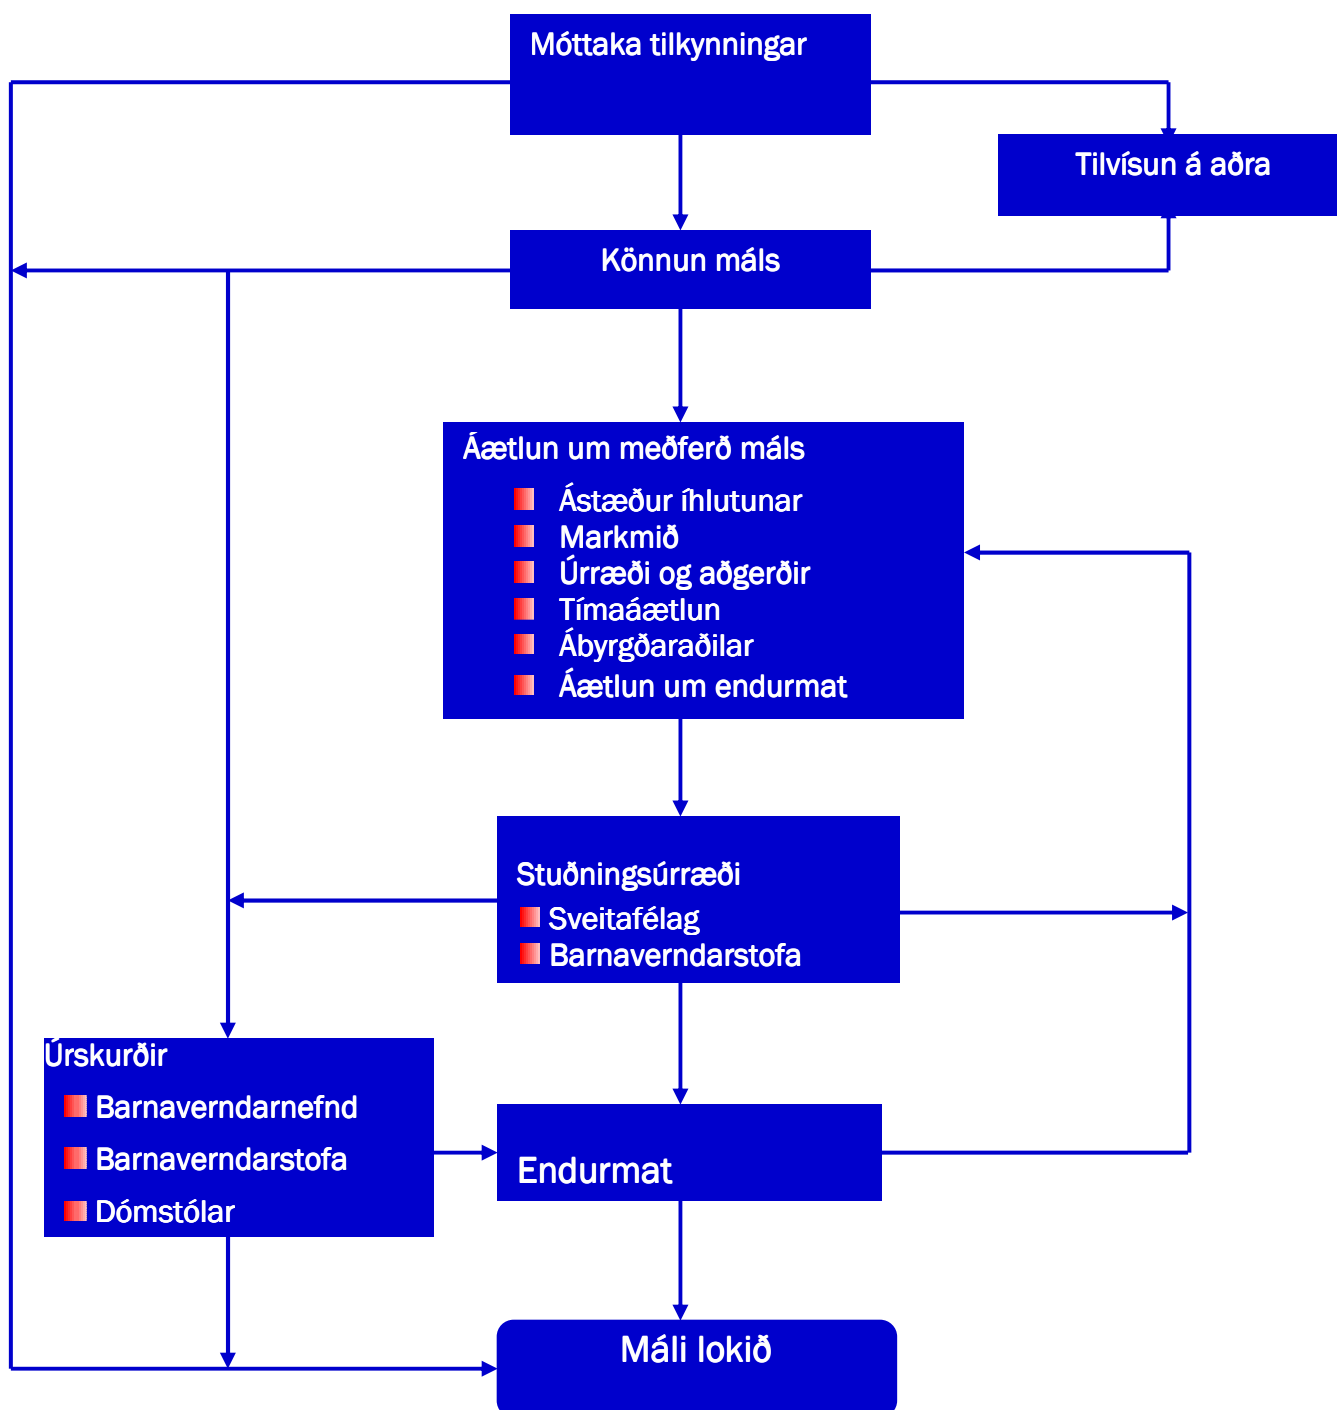 Móttaka tilkynningar
Tilvísun á aðra
Könnun máls
Áætlun um meðferð máls
Ástæður íhlutunar
Markmið
Úrræði og aðgerðir
Tímaáætlun
Ábyrgðaraðilar
Áætlun um endurmat
Stuðningsúrræði
Sveitafélag
Barnaverndarstofa
Úrskurðir
Barnaverndarnefnd
Barnaverndarstofa
Dómstólar
Endurmat
Máli lokið